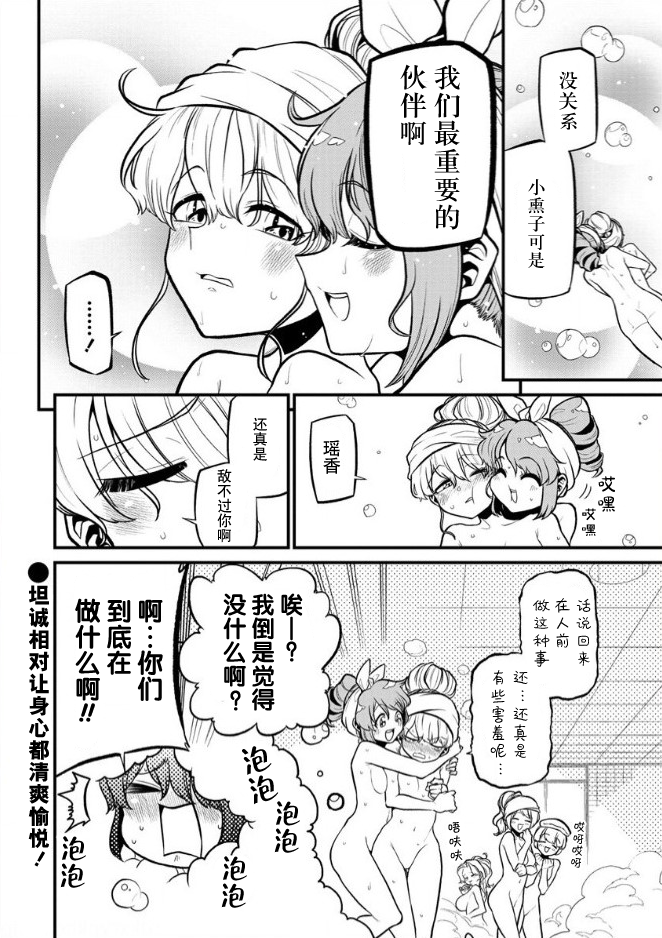 没关系
小熏子可是
我们最重要的
伙伴啊
……
瑶香
哎嘿
哎嘿
还真是
敌不过你啊
话说回来
在人前
做这种事
还…还真是
有些害羞呢…
唉—?
我倒是觉得
没什么啊?
啊…你们
到底在
做什么啊!!
泡泡
泡泡
泡泡
泡泡
唔呋呋
哎呀哎呀
●坦诚相对让身心都清爽愉悦!